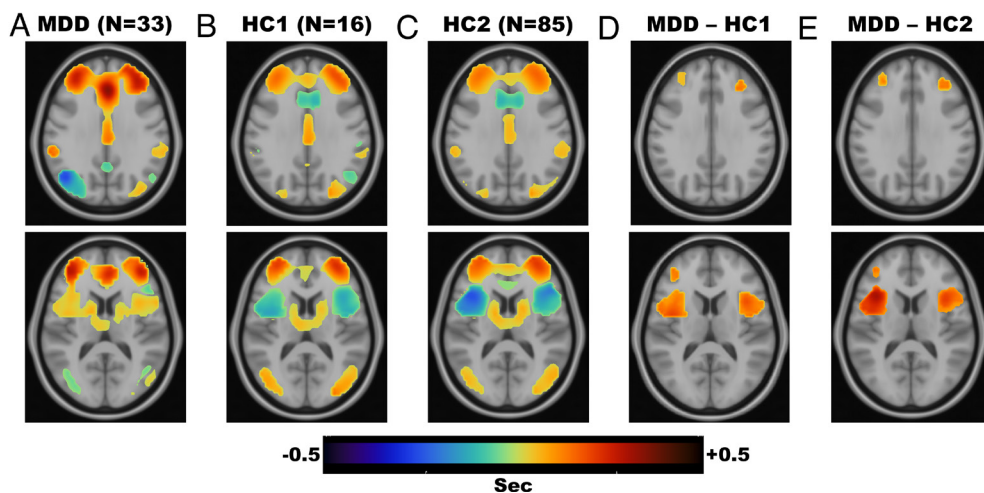 A MDD (N=33) B HC1 (N=16) C HC2 (N=85) D MDD – HC1 E MDD – HC2
-0.5 +0.5
Sec